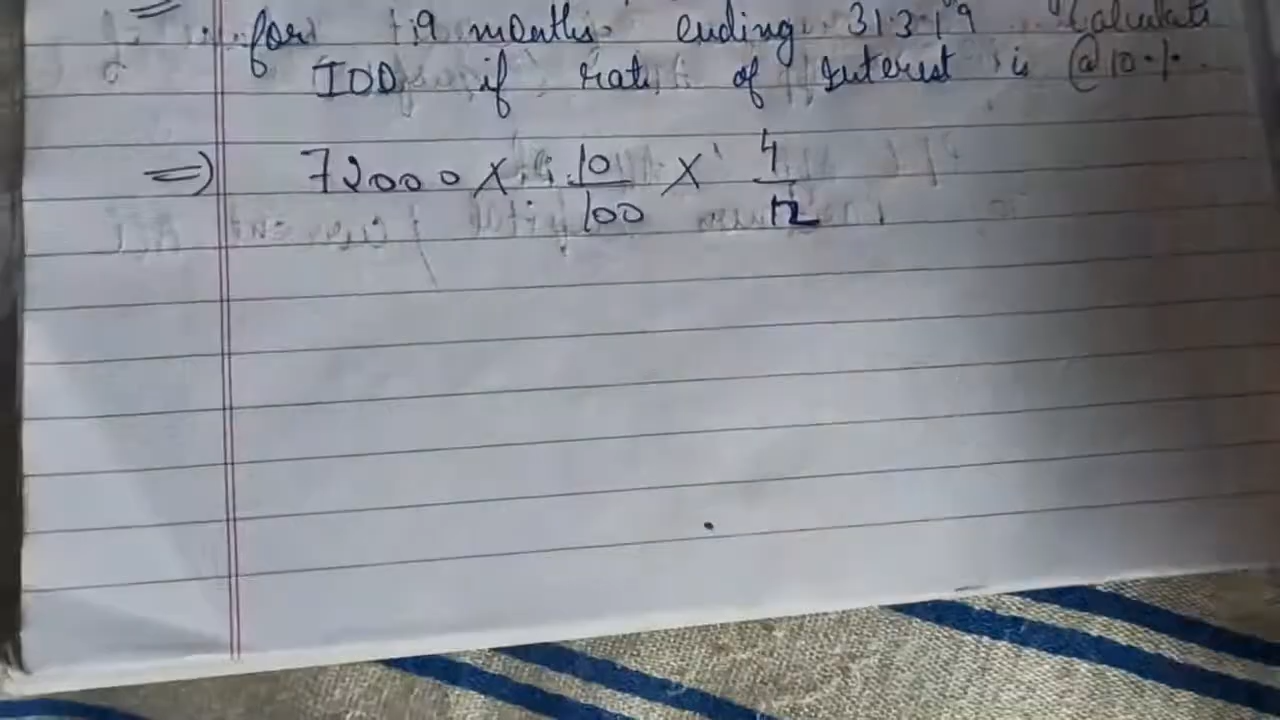 for 9 months ending 31.3.19 Calculate
IOD if rate of Interest is @ 10%.
=> 72000 X 10/100 X 4/12